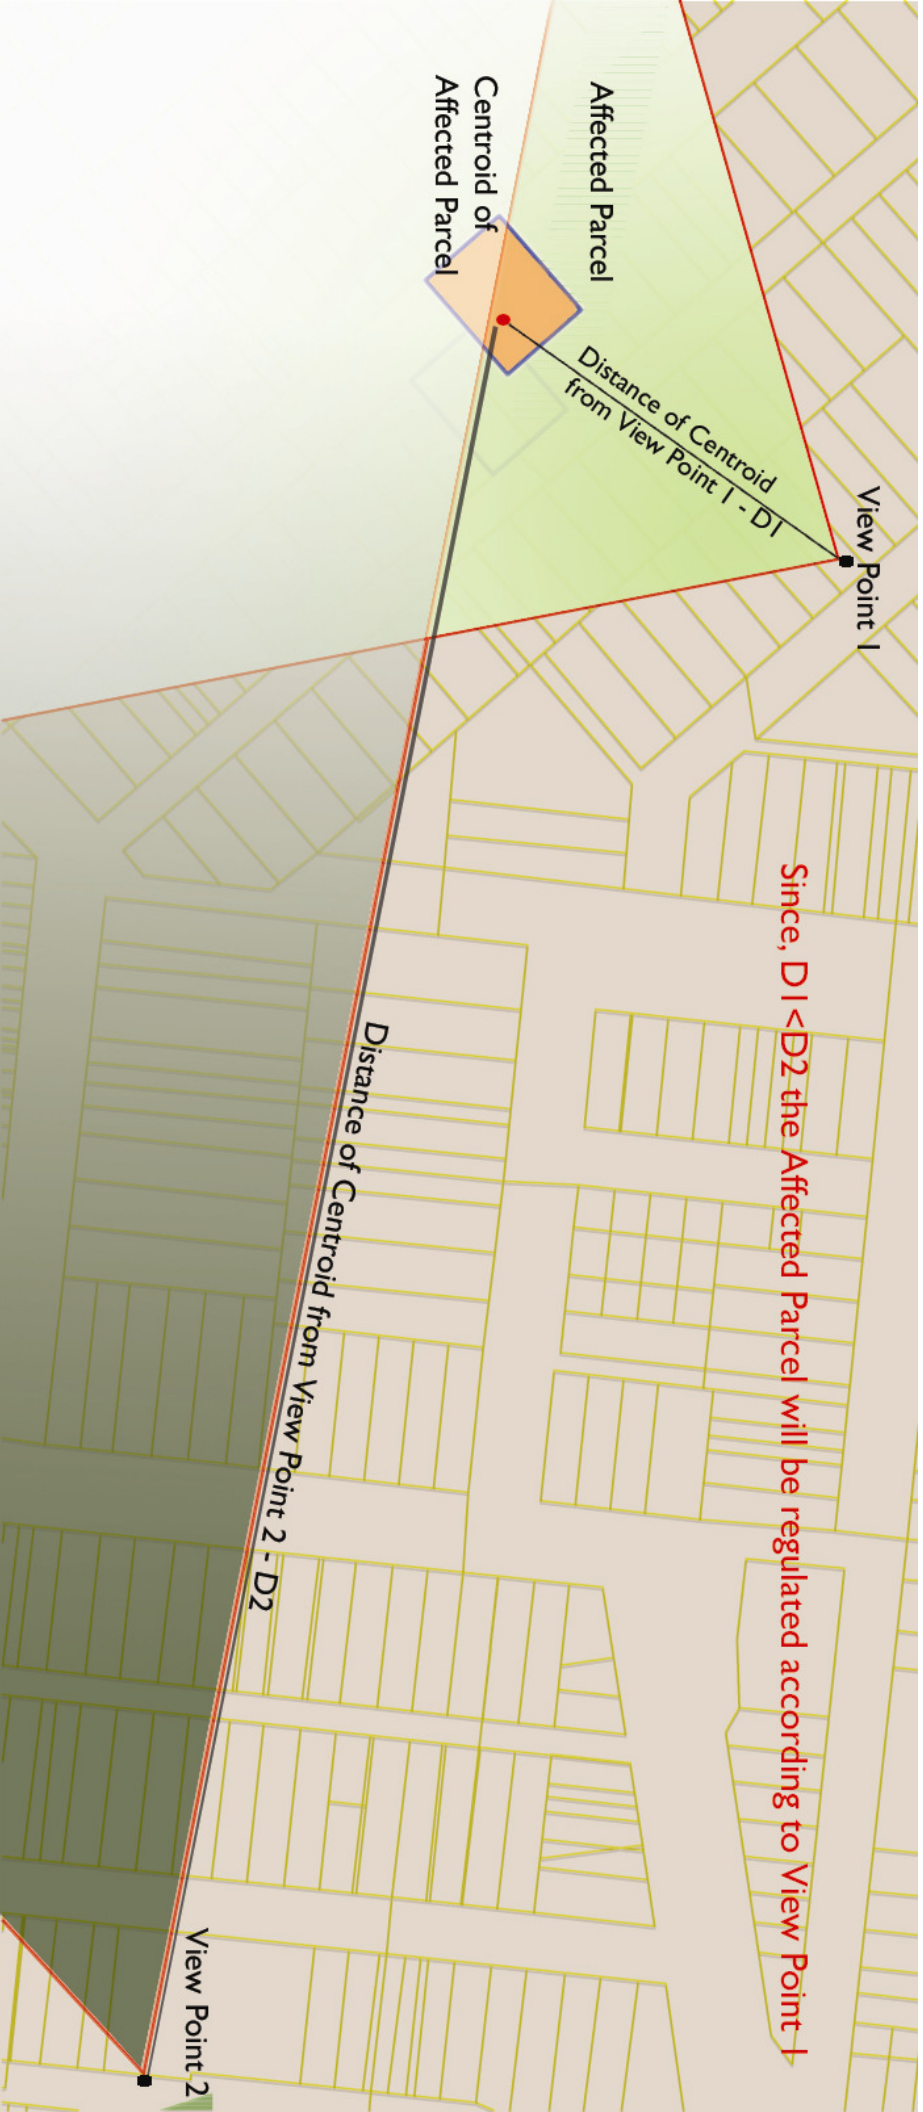 Since, D1<D2 the Affected Parcel will be regulated according to View Point 1
View Point 1
Distance of Centroid
from View Point 1 - D1
Affected Parcel
Centroid of
Affected Parcel
Distance of Centroid from View Point 2 - D2
View Point 2